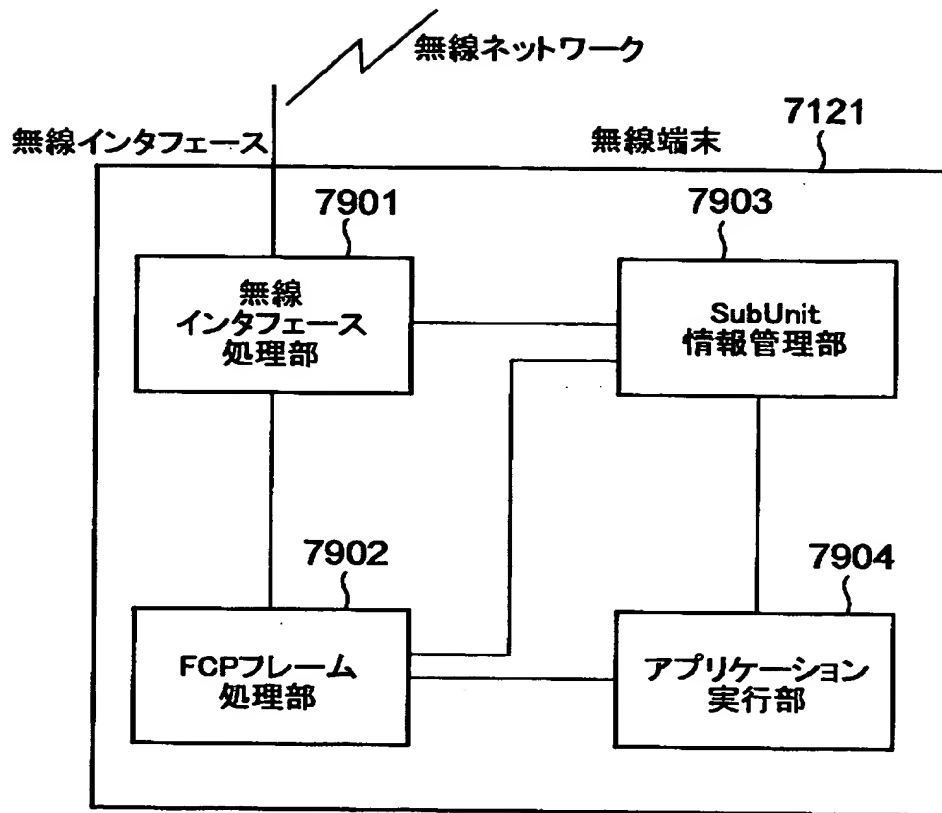 無線ネットワーク
無線インタフェース
無線端末
7121
7901
7903
無線
インタフェース
処理部
SubUnit
情報管理部
7902
7904
FCPフレーム
処理部
アプリケーション
実行部